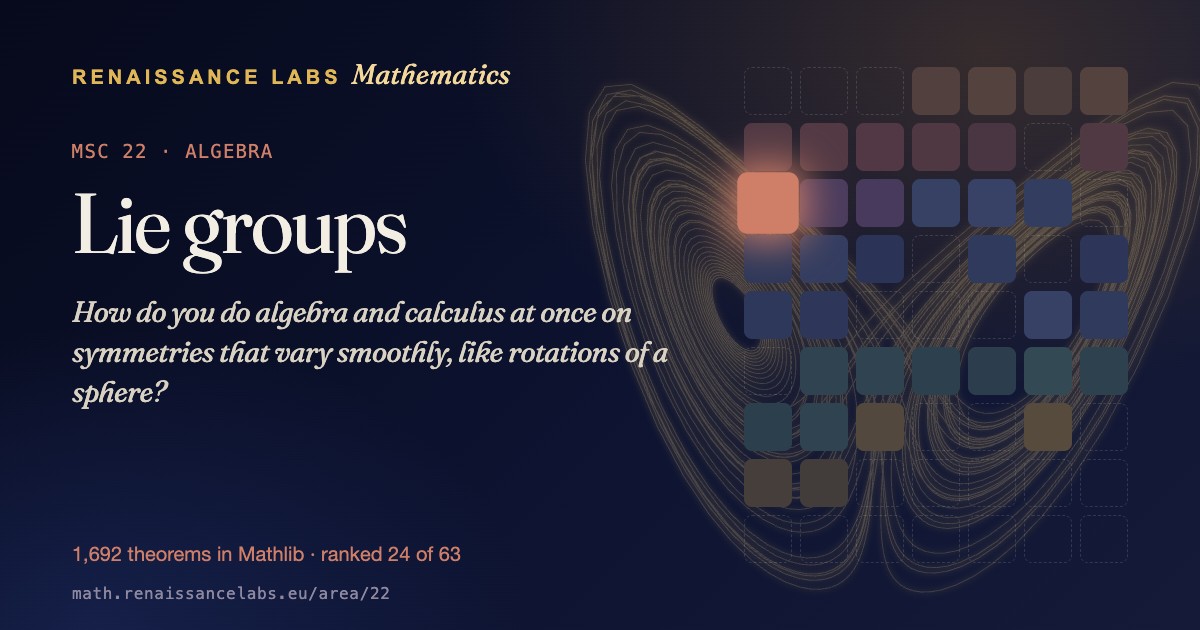 RENAISSANCE LABS Mathematics
MSC 22 · ALGEBRA
Lie groups
How do you do algebra and calculus at once on
symmetries that vary smoothly, like rotations of a
sphere?
1,692 theorems in Mathlib · ranked 24 of 63
math.renaissancelabs.eu/area/22